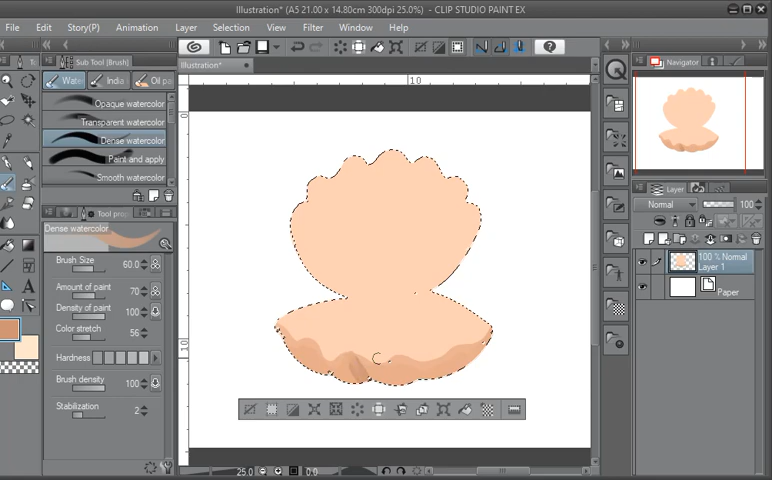 Illustration* (A5 21.00 x 14.80cm 300dpi 25.0%) - CLIP STUDIO PAINT EX
File Edit Story(P) Animation Layer Selection View Filter Window Help
Sub Tool [Brush]
Illustration*
Navigator
Wate India Oil pa
10
Opaque watercolor
Transparent watercolor
Dense watercolor
Paint and apply
Smooth watercolor
Tool prop
Dense watercolor
Brush Size 60.0
Amount of paint 70
Density of paint 100
Color stretch 56
Hardness
Brush density 100
Stabilization 2
10
25.0 0.0
Layer
Normal 100
100 % Normal
Layer 1
Paper